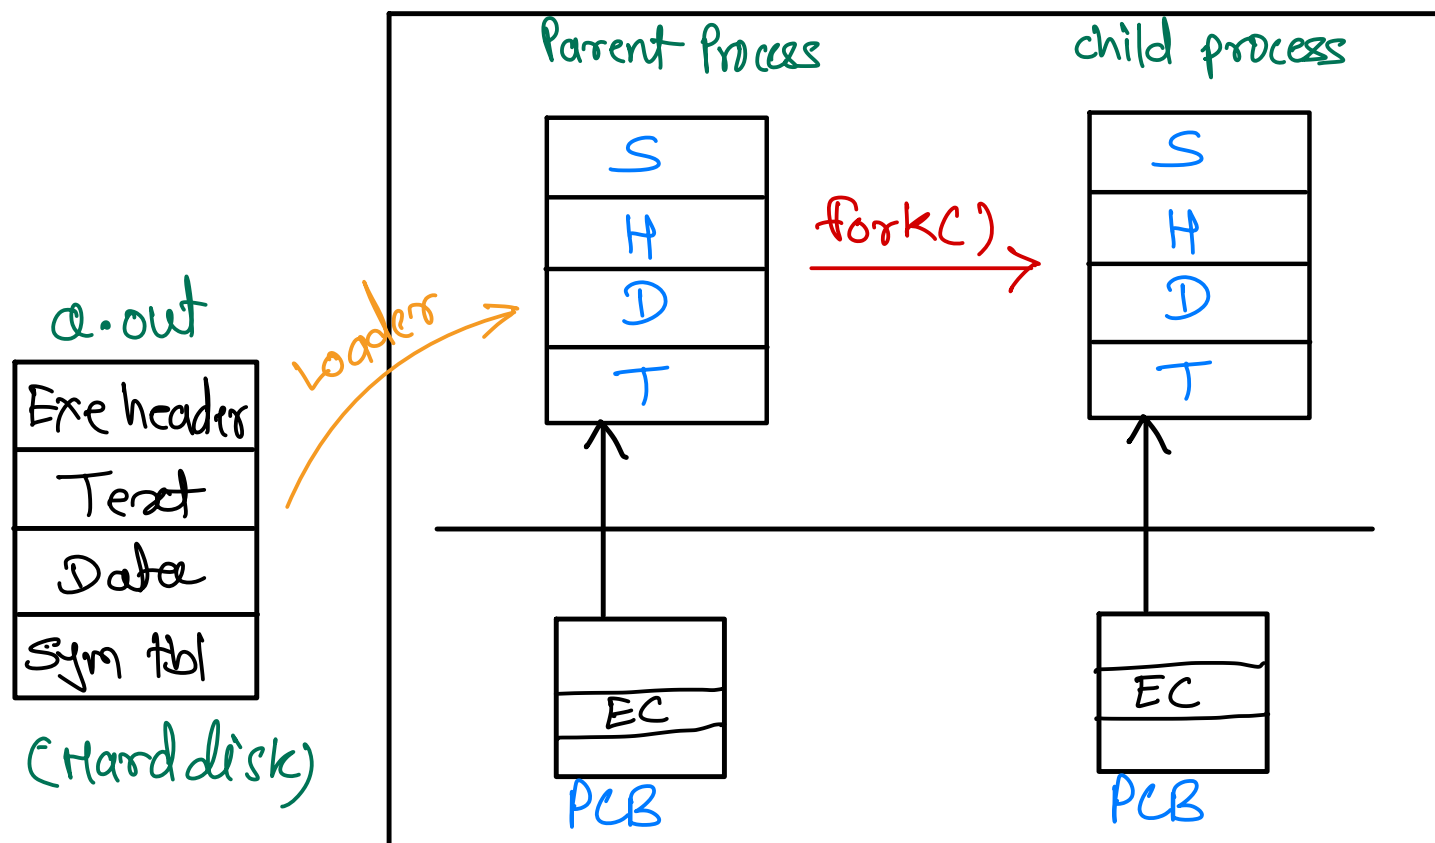 Parent Process
child process
S
H
D
T
fork()
S
H
D
T
Loader
a.out
Exe header
Text
Data
Sym tbl
(Hard disk)
EC
PCB
EC
PCB